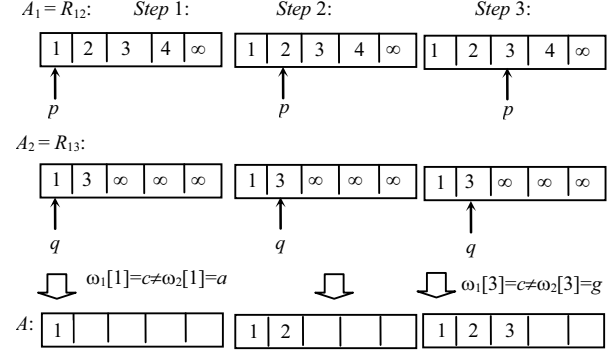 A₁ = R₁₂: Step 1: Step 2: Step 3:
1 2 3 4 ∞ 1 2 3 4 ∞ 1 2 3 4 ∞
p p p
A₂ = R₁₃:
1 3 ∞ ∞ ∞ 1 3 ∞ ∞ ∞ 1 3 ∞ ∞ ∞
q q q
ω₁[1]=c≠ω₂[1]=a ω₁[3]=c≠ω₂[3]=g
A: 1 1 2 1 2 3